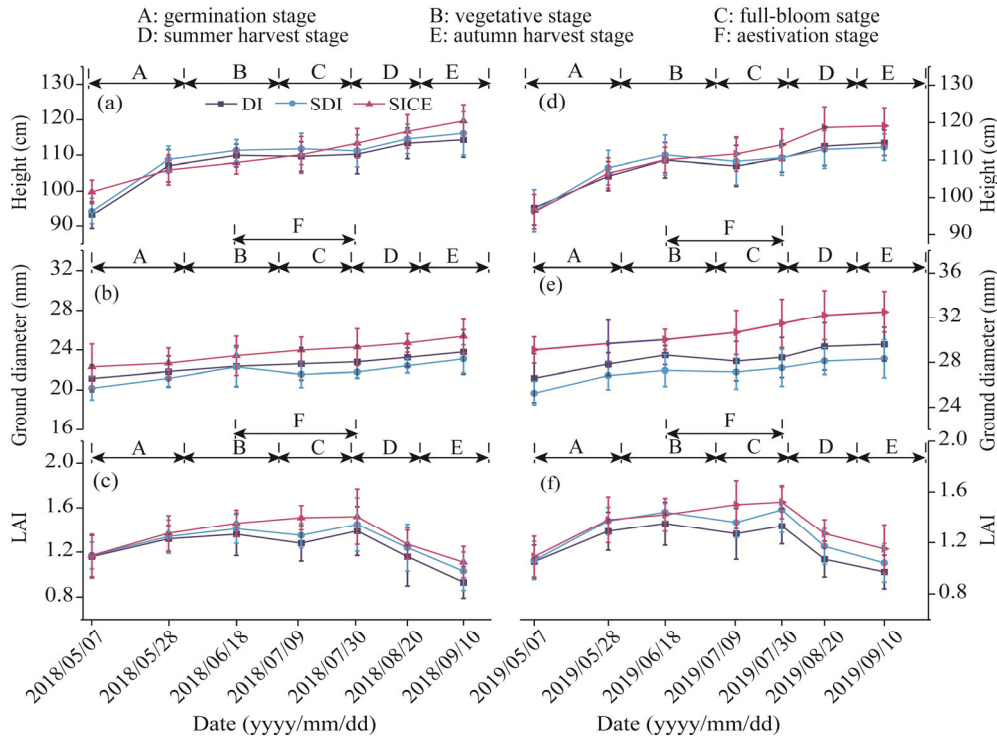 A: germination stage B: vegetative stage C: full-bloom satge
D: summer harvest stage E: autumn harvest stage F: aestivation stage
A B C D E A B C D E
130 130
(a) (d)
DI SDI SICE
120 120
110 110
100 100
90 90
Height (cm) Height (cm)
F F
A B C D E A B C D E
32 36
(b) (e)
28 32
24 28
20 24
16 2.0
Ground diameter (mm) Ground diameter (mm)
F F
A B C D E A B C D E
2.0
(c) (f)
1.6 1.6
1.2 1.2
0.8 0.8
LAI LAI
2018/05/07 2018/05/28 2018/06/18 2018/07/09 2018/07/30 2018/08/20 2018/09/10
2019/05/07 2019/05/28 2019/06/18 2019/07/09 2019/07/30 2019/08/20 2019/09/10
Date (yyyy/mm/dd) Date (yyyy/mm/dd)